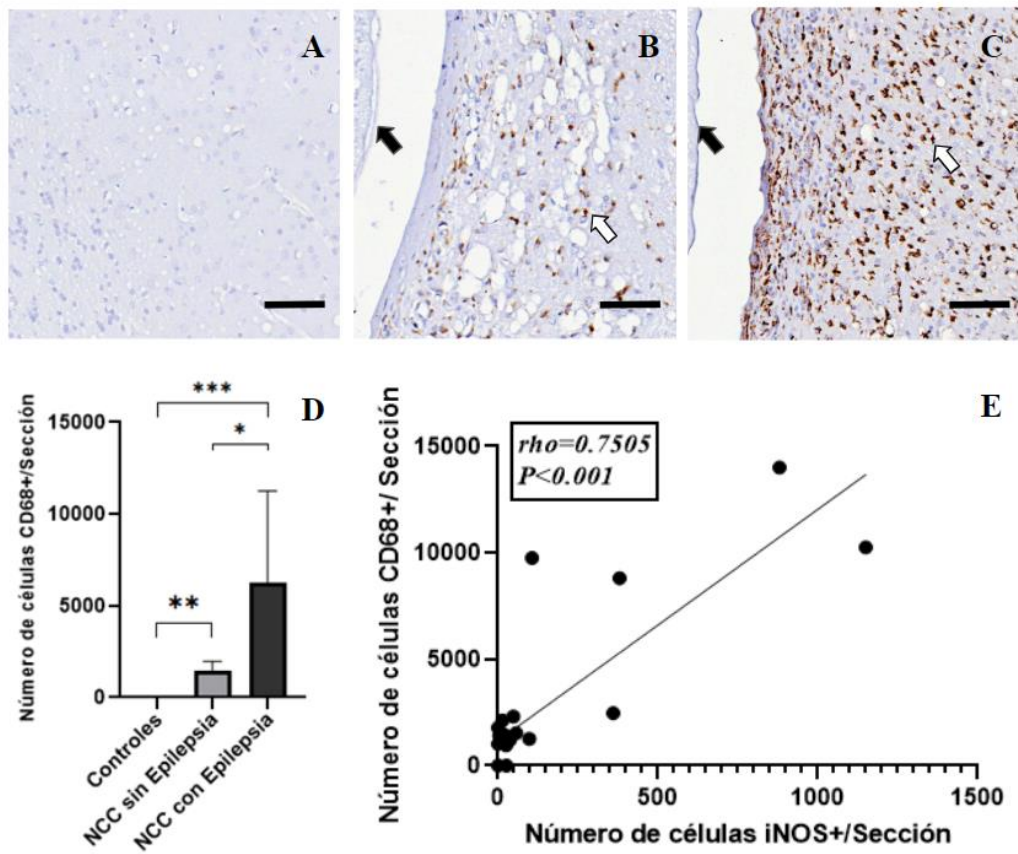 A
B
C
D
Número de células CD68+/Sección
15000
10000
5000
0
***
*
**
Controles
NCC sin Epilepsia
NCC con Epilepsia
E
Número de células CD68+/ Sección
15000
10000
5000
0
rho=0.7505
P<0.001
0
500
1000
1500
Número de células iNOS+/Sección